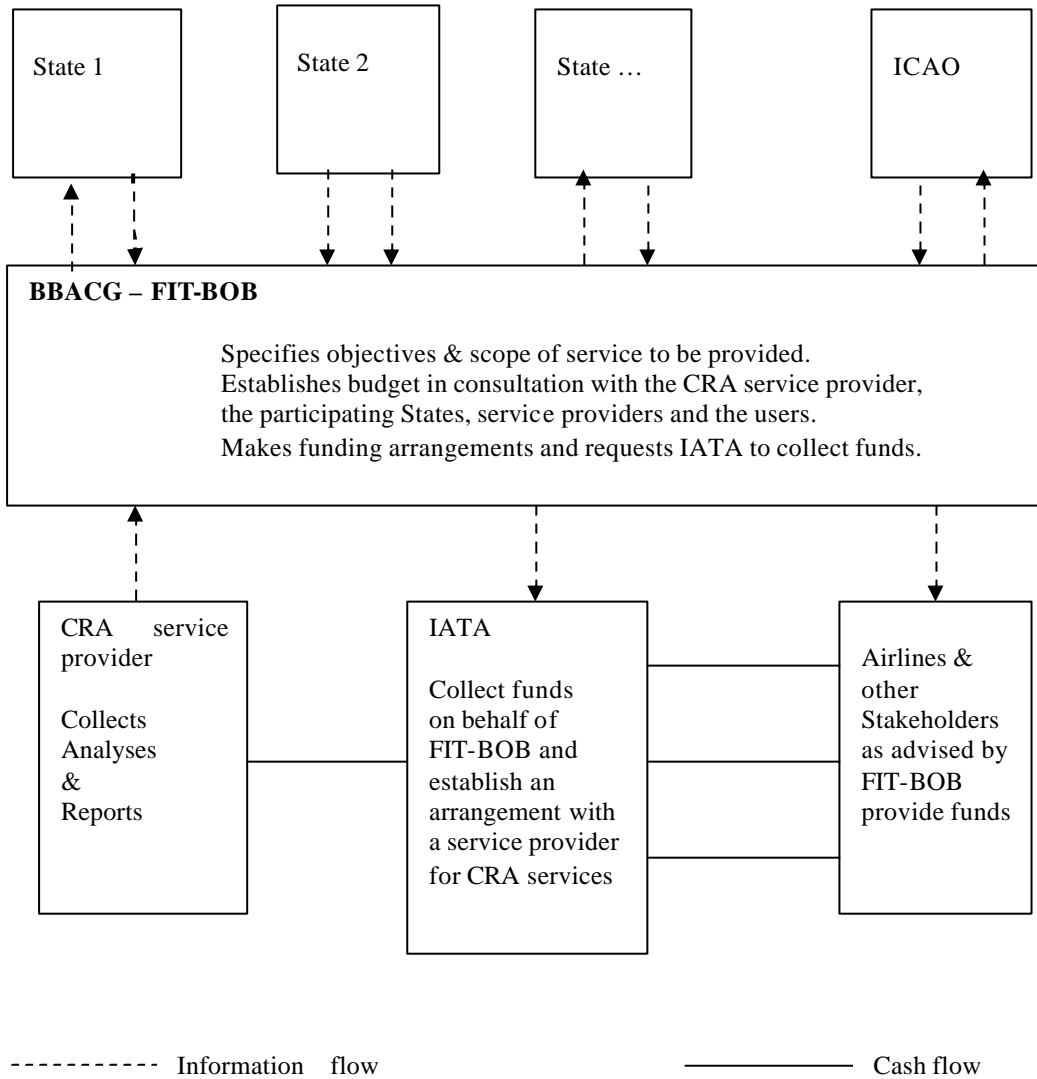 State 1
State 2
State …
ICAO
BBACG – FIT-BOB
Specifies objectives & scope of service to be provided.
Establishes budget in consultation with the CRA service provider,
the participating States, service providers and the users.
Makes funding arrangements and requests IATA to collect funds.
CRA service
provider
Collects
Analyses
&
Reports
IATA
Collect funds
on behalf of
FIT-BOB and
establish an
arrangement with
a service provider
for CRA services
Airlines &
other
Stakeholders
as advised by
FIT-BOB
provide funds
Information flow
Cash flow